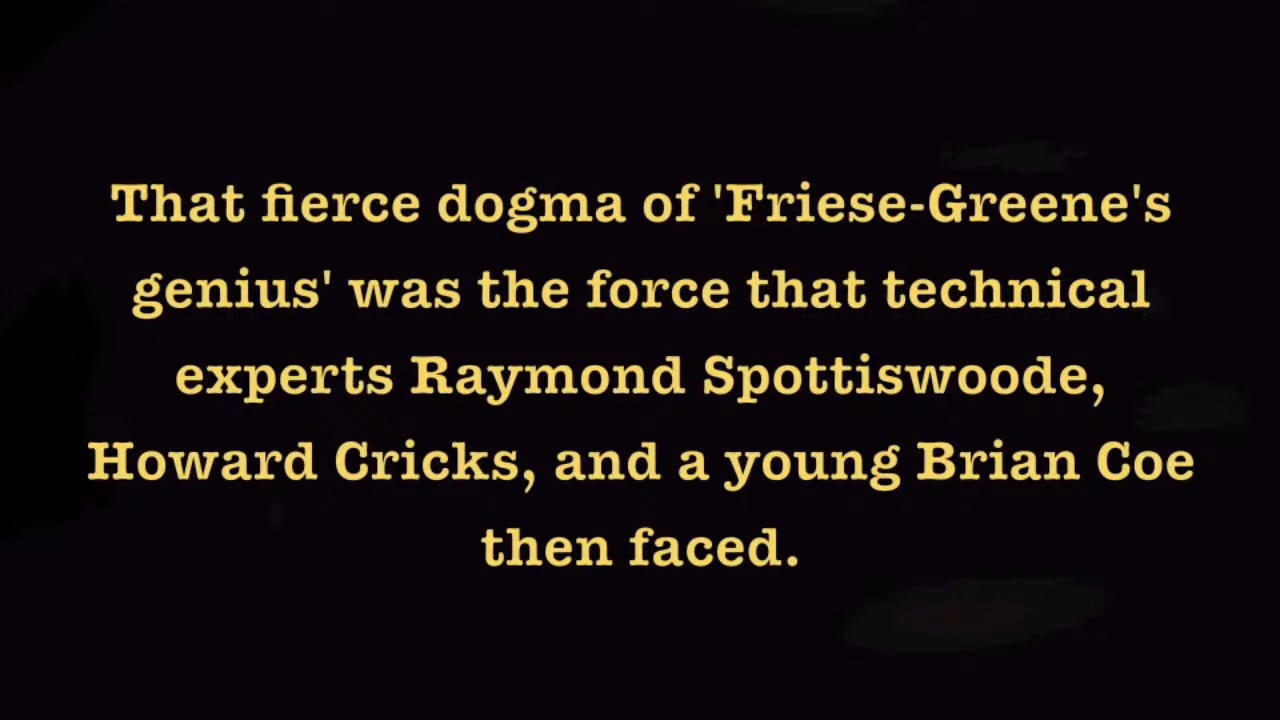 That fierce dogma of 'Friese-Greene's
genius' was the force that technical
experts Raymond Spottiswoode,
Howard Cricks, and a young Brian Coe
then faced.